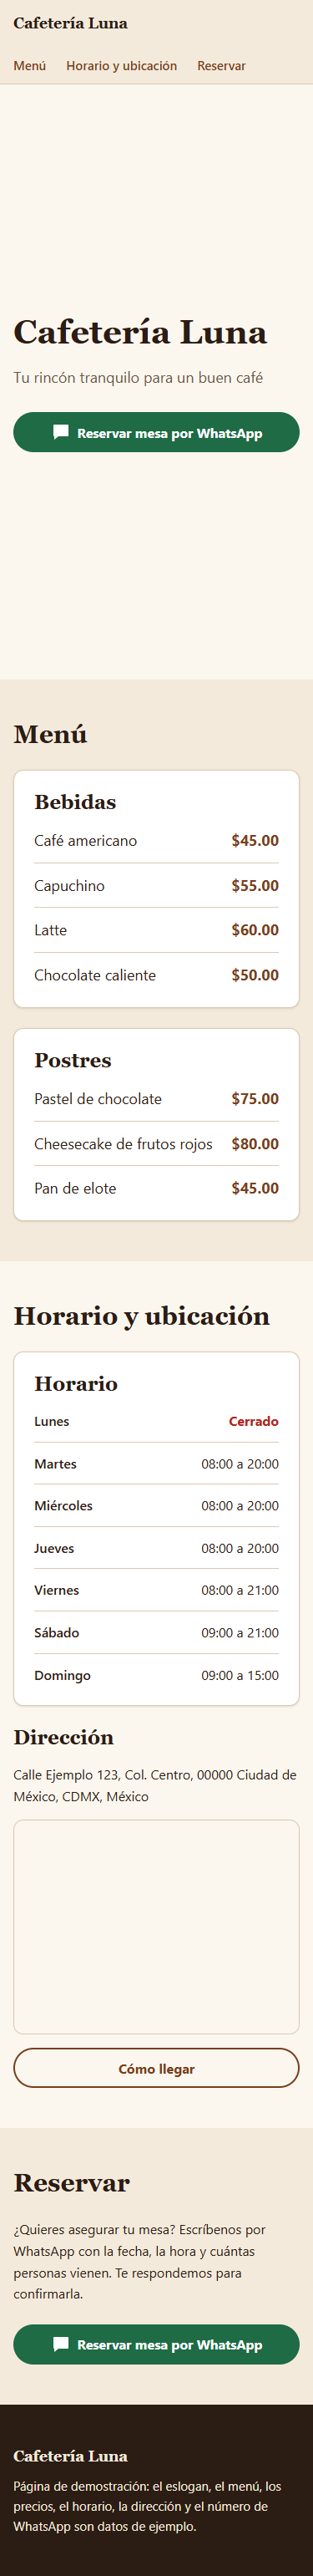 Cafetería Luna
Menú Horario y ubicación Reservar
Cafetería Luna
Tu rincón tranquilo para un buen café
Reservar mesa por WhatsApp
Menú
Bebidas
Café americano $45.00
Capuchino $55.00
Latte $60.00
Chocolate caliente $50.00
Postres
Pastel de chocolate $75.00
Cheesecake de frutos rojos $80.00
Pan de elote $45.00
Horario y ubicación
Horario
Lunes Cerrado
Martes 08:00 a 20:00
Miércoles 08:00 a 20:00
Jueves 08:00 a 20:00
Viernes 08:00 a 21:00
Sábado 09:00 a 21:00
Domingo 09:00 a 15:00
Dirección
Calle Ejemplo 123, Col. Centro, 00000 Ciudad de
México, CDMX, México
Cómo llegar
Reservar
¿Quieres asegurar tu mesa? Escríbenos por
WhatsApp con la fecha, la hora y cuántas
personas vienen. Te respondemos para
confirmarla.
Reservar mesa por WhatsApp
Cafetería Luna
Página de demostración: el eslogan, el menú, los
precios, el horario, la dirección y el número de
WhatsApp son datos de ejemplo.